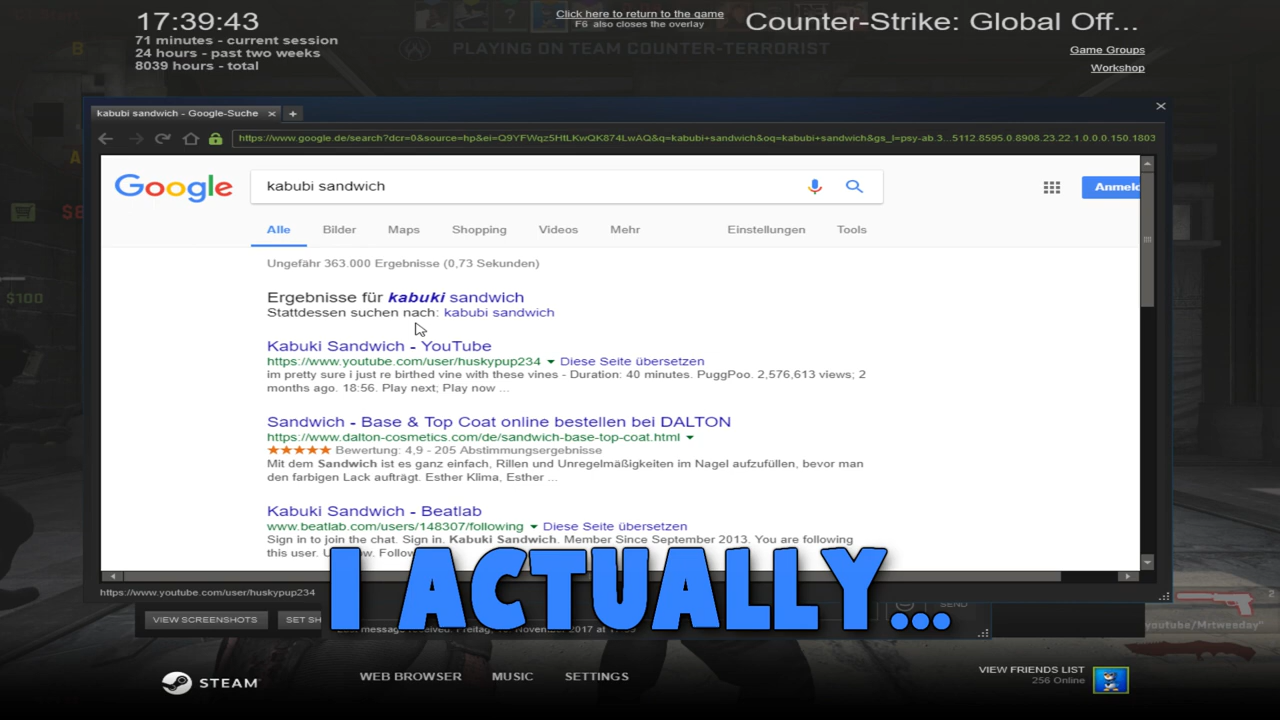 17:39:43
71 minutes - current session
24 hours - past two weeks
8039 hours - total
Click here to return to the game
F6 also closes the overlay
Counter-Strike: Global Off...
Game Groups
Workshop
PLAYING ON TEAM COUNTER-TERRORIST
kabubi sandwich - Google-Suche
https://www.google.de/search?dcr=0&source=hp&ei=Q9YFWqz5HtLKwQK874LwAQ&q=kabubi+sandwich&oq=kabubi+sandwich&gs_l=psy-ab.3...5112.8595.0.8908.23.22.1.0.0.0.150.1803
Google
kabubi sandwich
Anmeld
Alle Bilder Maps Shopping Videos Mehr Einstellungen Tools
Ungefähr 363.000 Ergebnisse (0,73 Sekunden)
Ergebnisse für kabuki sandwich
Stattdessen suchen nach: kabubi sandwich
Kabuki Sandwich - YouTube
https://www.youtube.com/user/huskypup234 Diese Seite übersetzen
im pretty sure i just re birthed vine with these vines - Duration: 40 minutes. PuggPoo. 2,576,613 views; 2
months ago. 18:56. Play next; Play now ...
Sandwich - Base & Top Coat online bestellen bei DALTON
https://www.dalton-cosmetics.com/de/sandwich-base-top-coat.html
Bewertung: 4,9 - 205 Abstimmungsergebnisse
Mit dem Sandwich ist es ganz einfach, Rillen und Unregelmäßigkeiten im Nagel aufzufüllen, bevor man
den farbigen Lack aufträgt. Esther Klima, Esther ...
Kabuki Sandwich - Beatlab
www.beatlab.com/users/148307/following Diese Seite übersetzen
Sign in to join the chat. Sign in. Kabuki Sandwich. Member Since September 2013. You are following
this user.
I ACTUALLY...
https://www.youtube.com/user/huskypup234
$100
VIEW SCREENSHOTS
SET SH
SEND
youtube/Mrtwesday"
STEAM
WEB BROWSER MUSIC SETTINGS
VIEW FRIENDS LIST
256 Online